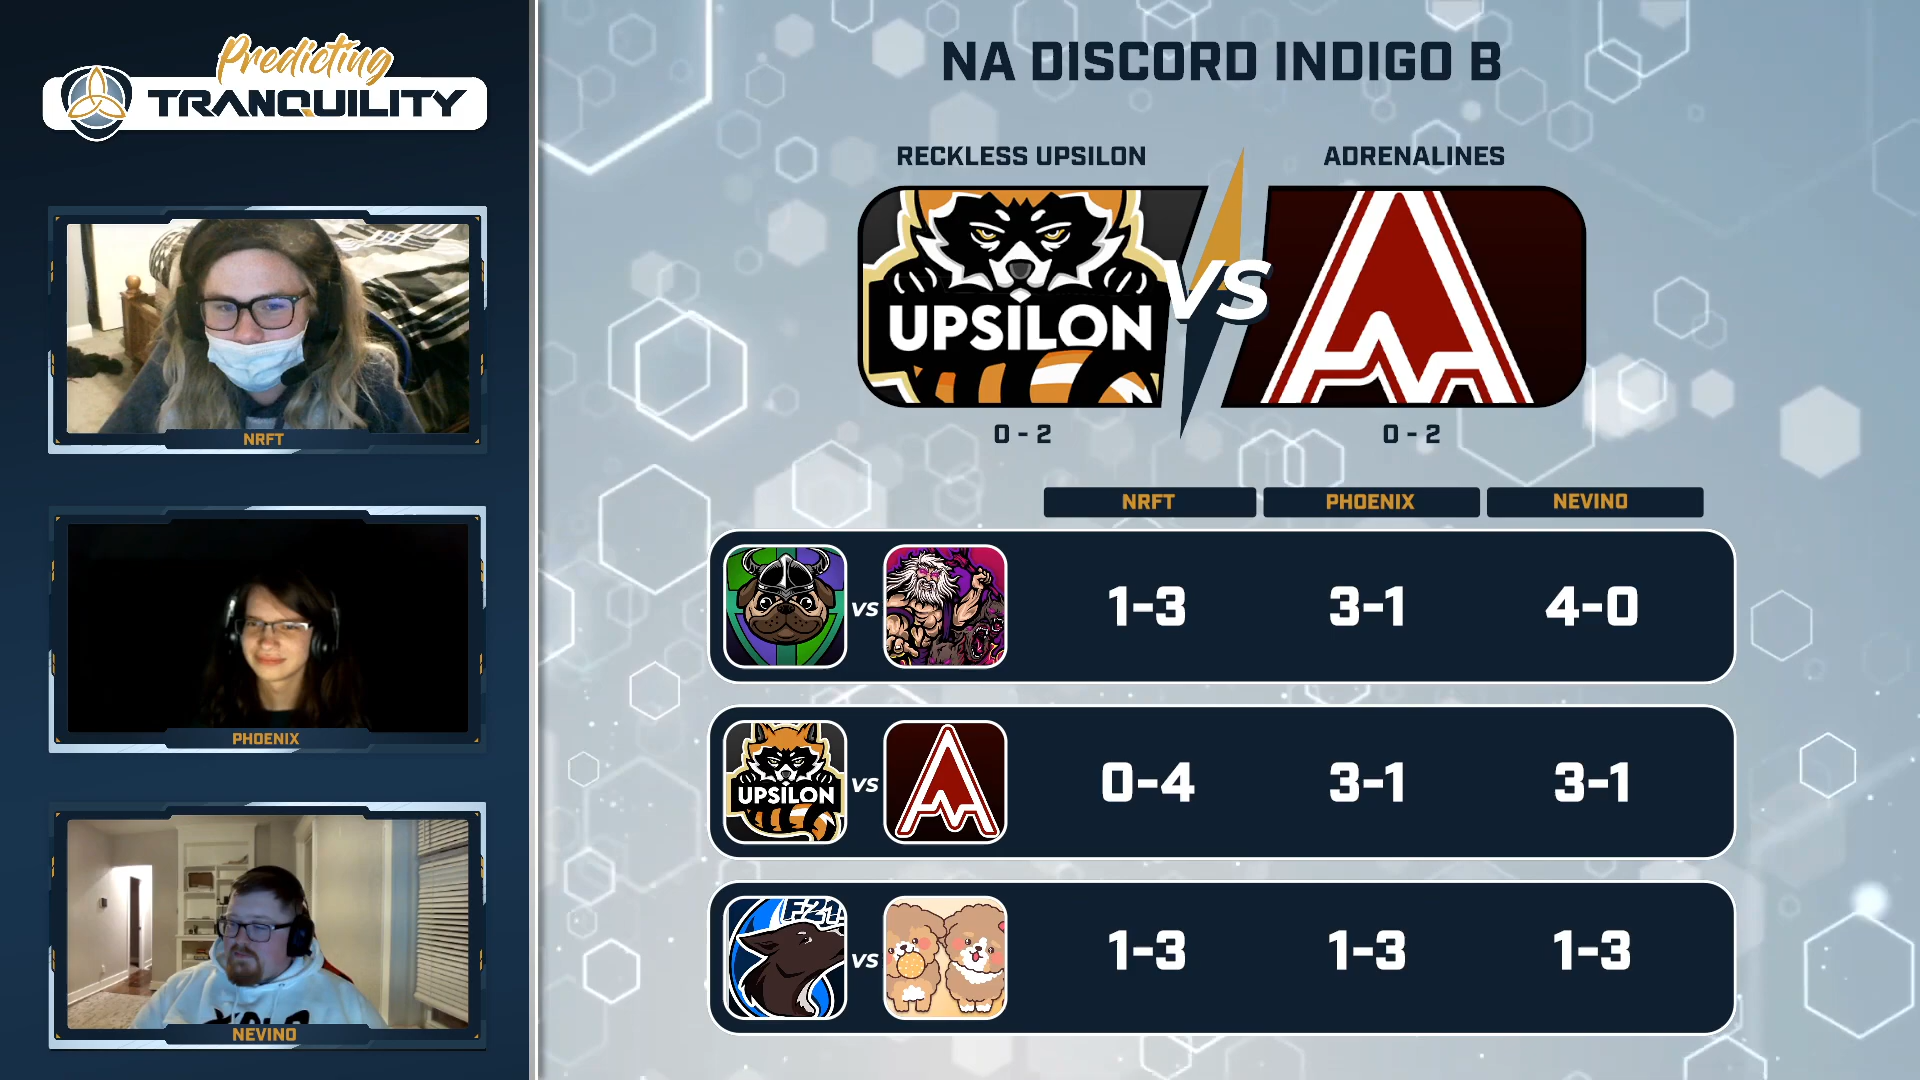 Predicting
TRANQUILITY
NRFT
PHOENIX
NEVINO
NA DISCORD INDIGO B
RECKLESS UPSILON
ADRENALINES
UPSILON
VS
0 - 2
0 - 2
NRFT PHOENIX NEVINO
VS
1-3 3-1 4-0
UPSILON
VS
0-4 3-1 3-1
F21
VS
1-3 1-3 1-3